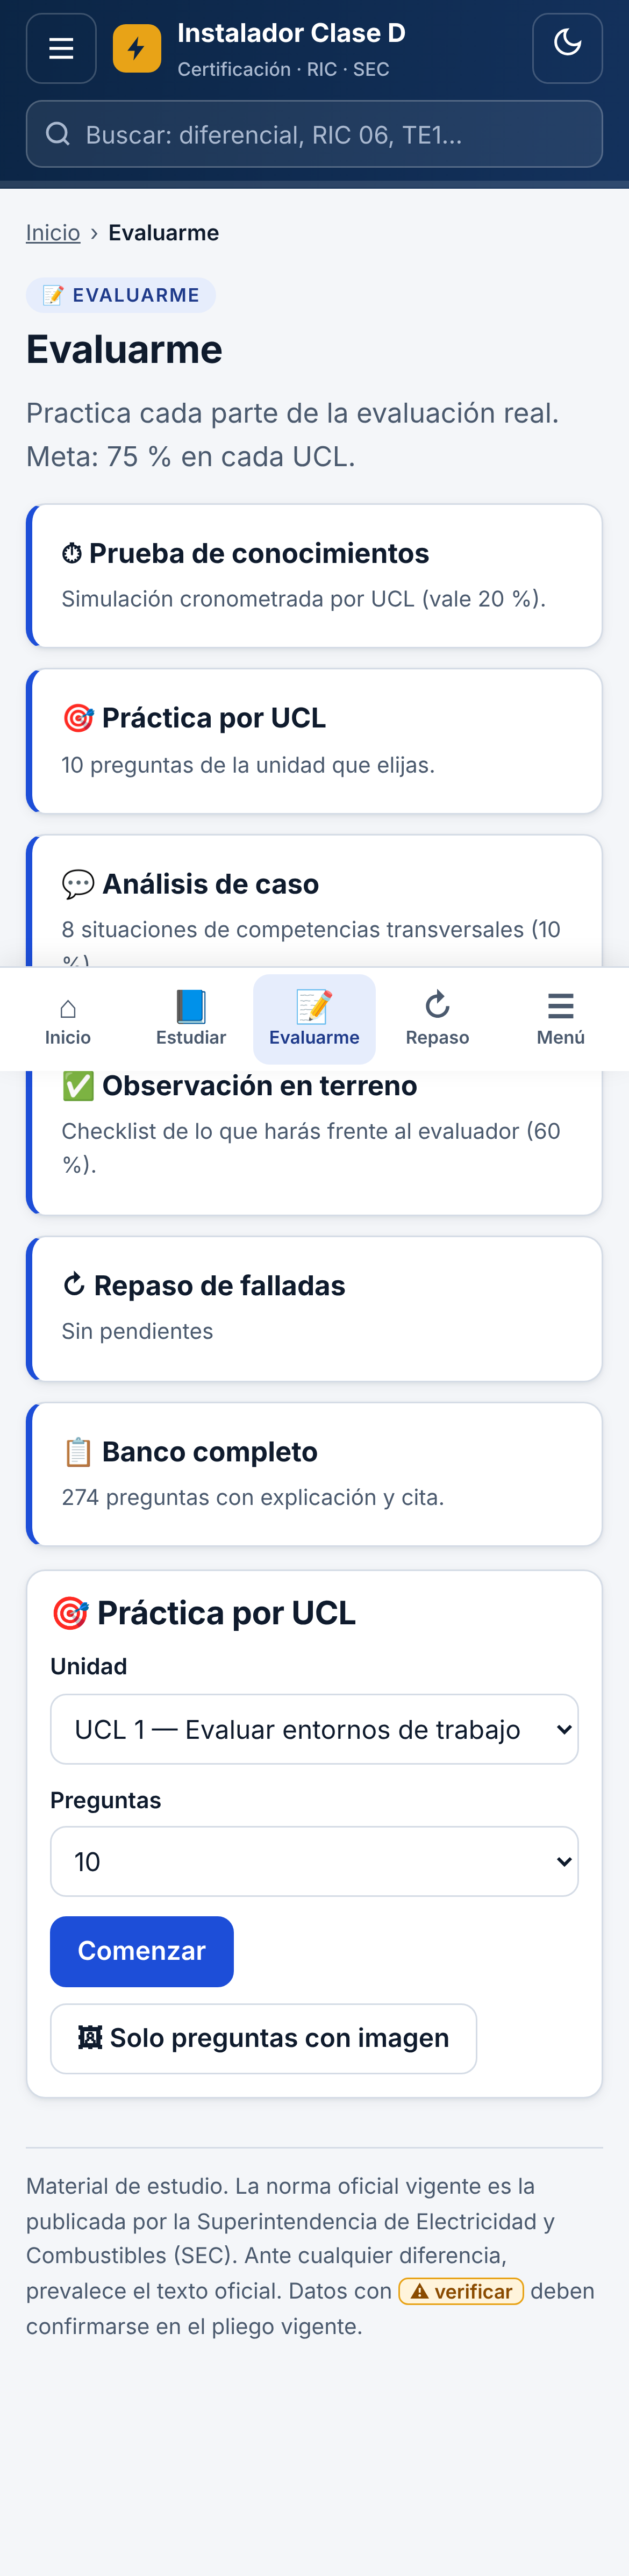 Instalador Clase D
Certificación · RIC · SEC
Buscar: diferencial, RIC 06, TE1...
Inicio › Evaluarme
📝 EVALUARME
Evaluarme
Practica cada parte de la evaluación real.
Meta: 75 % en cada UCL.
⏱ Prueba de conocimientos
Simulación cronometrada por UCL (vale 20 %).
🎯 Práctica por UCL
10 preguntas de la unidad que elijas.
💬 Análisis de caso
8 situaciones de competencias transversales (10
%)
Inicio
Estudiar
Evaluarme
Repaso
Menú
✅ Observación en terreno
Checklist de lo que harás frente al evaluador (60
%).
↻ Repaso de falladas
Sin pendientes
📋 Banco completo
274 preguntas con explicación y cita.
🎯 Práctica por UCL
Unidad
UCL 1 — Evaluar entornos de trabajo
Preguntas
10
Comenzar
🖼 Solo preguntas con imagen
Material de estudio. La norma oficial vigente es la
publicada por la Superintendencia de Electricidad y
Combustibles (SEC). Ante cualquier diferencia,
prevalece el texto oficial. Datos con ⚠ verificar deben
confirmarse en el pliego vigente.